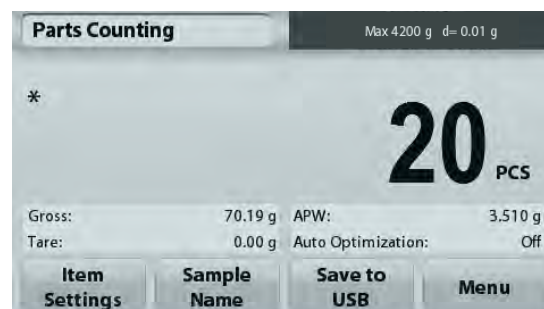 Parts Counting
Max 4200 g d= 0.01 g
*
20 PCS
Gross: 70.19 g APW: 3.510 g
Tare: 0.00 g Auto Optimization: Off
Item Settings
Sample Name
Save to USB
Menu